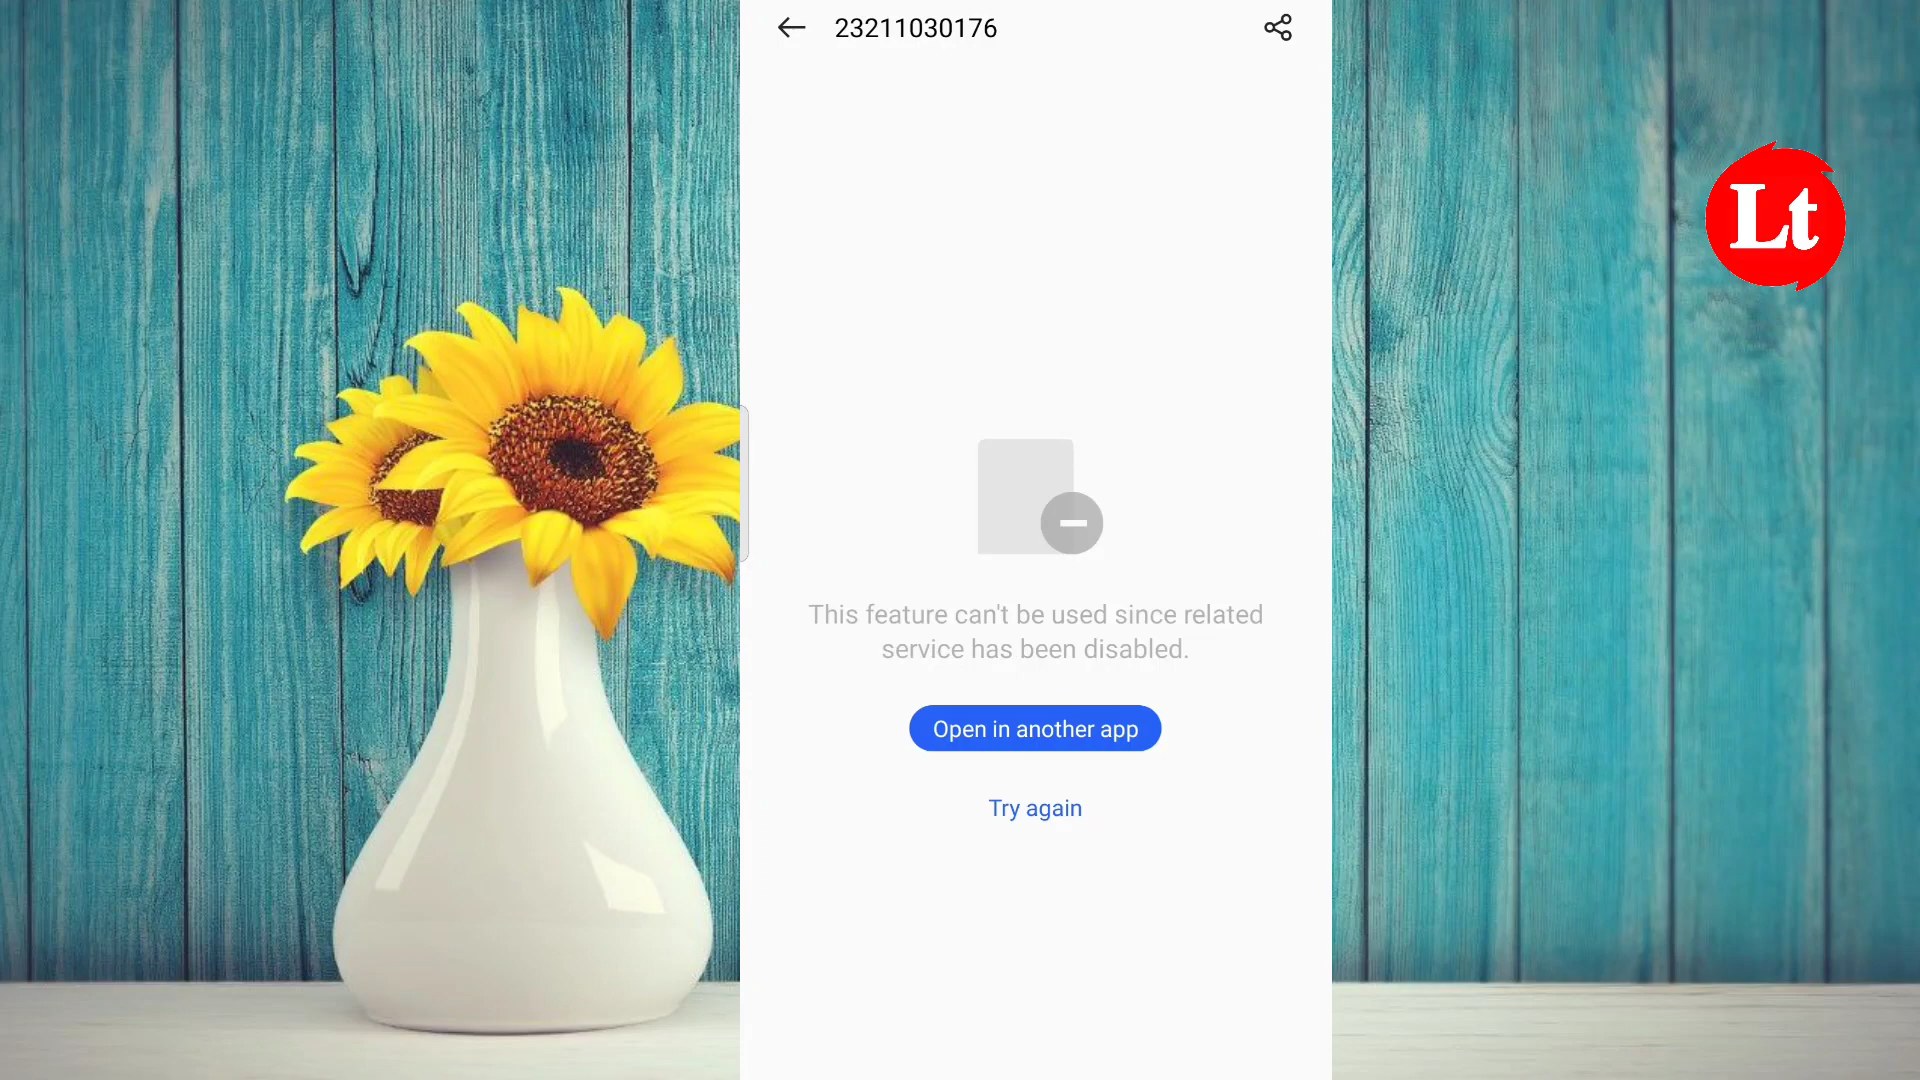 23211030176
Lt
This feature can't be used since related
service has been disabled.
Open in another app
Try again